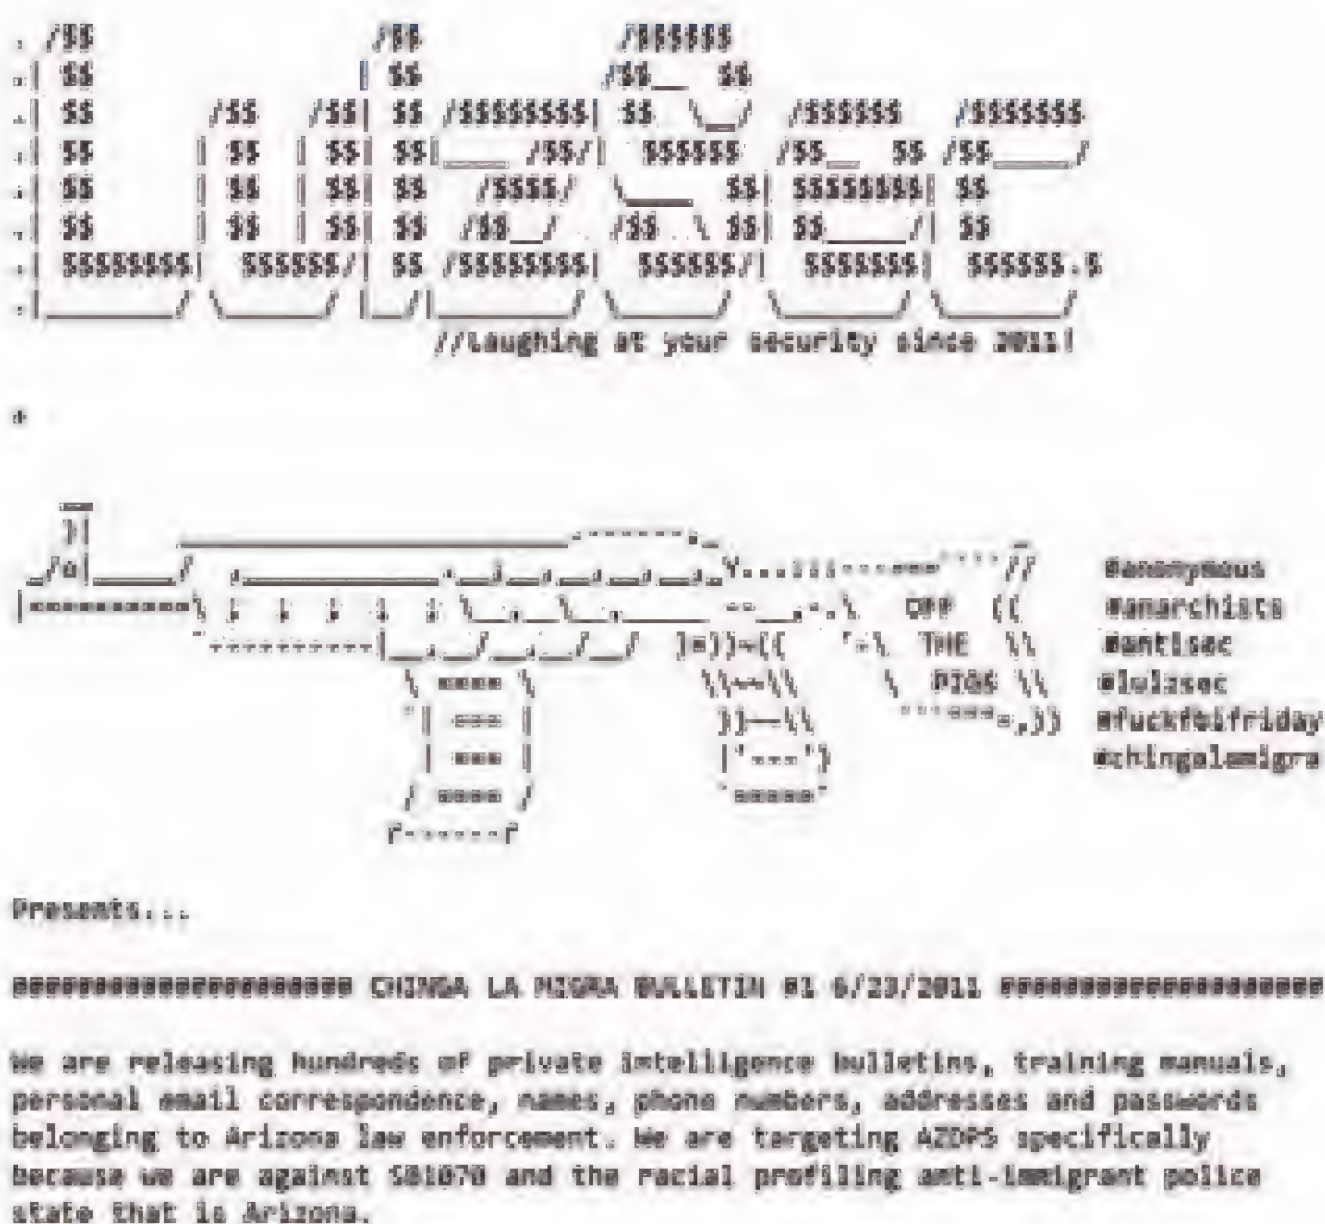 LulzSec
//Laughing at your security since 2011!
#anonymous
#anarchists
OFF
THE
PIGS
#antisec
#lulzsec
#fuckfbifriday
#chingalamigra
Presents...
CHINGA LA MIGRA BULLETIN #1 6/23/2011
We are releasing hundreds of private intelligence bulletins, training manuals,
personal email correspondence, names, phone numbers, addresses and passwords
belonging to Arizona law enforcement. We are targeting AZDPS specifically
because we are against SB1070 and the racial profiling anti-immigrant police
state that is Arizona.